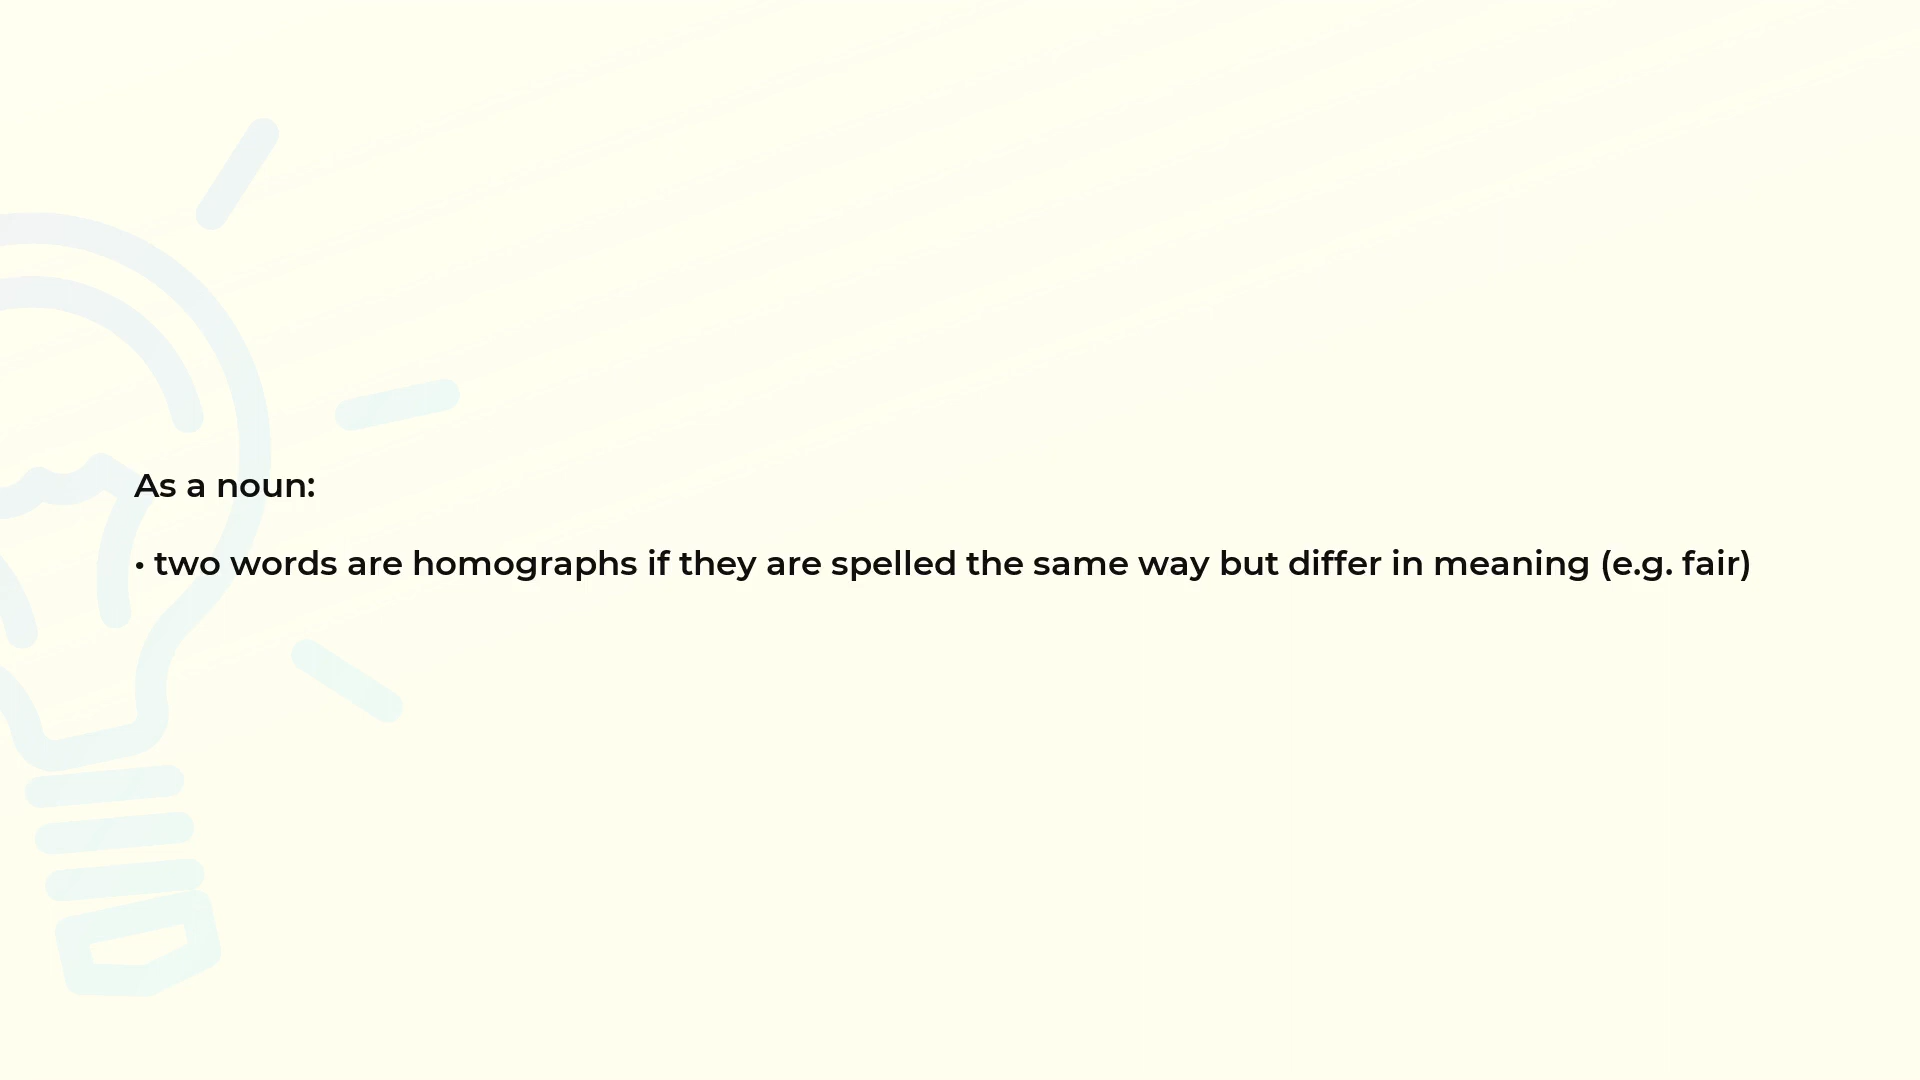 As a noun:
• two words are homographs if they are spelled the same way but differ in meaning (e.g. fair)